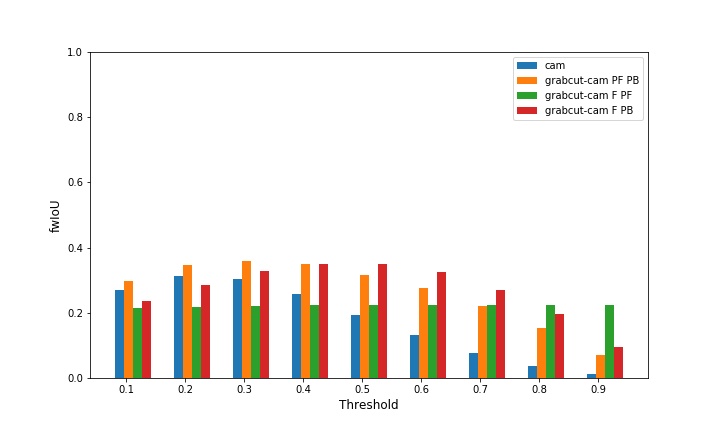 1.0
0.8
0.6
0.4
0.2
0.0
fwIoU
cam
grabcut-cam PF PB
grabcut-cam F PF
grabcut-cam F PB
0.1 0.2 0.3 0.4 0.5 0.6 0.7 0.8 0.9
Threshold